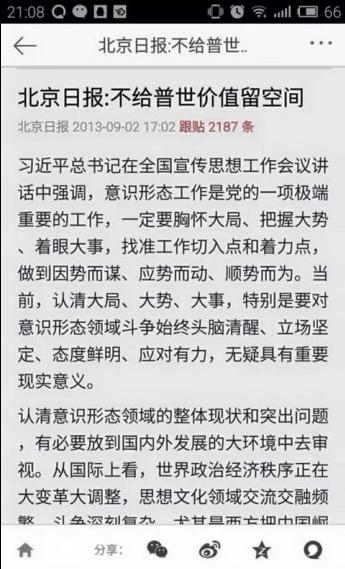 21:08
66
北京日报:不给普世..
北京日报:不给普世价值留空间
北京日报 2013-09-02 17:02 跟贴 2187 条
习近平总书记在全国宣传思想工作会议讲
话中强调，意识形态工作是党的一项极端
重要的工作，一定要胸怀大局、把握大势
、着眼大事，找准工作切入点和着力点，
做到因势而谋、应势而动、顺势而为。当
前，认清大局、大势、大事，特别是要对
意识形态领域斗争始终头脑清醒、立场坚
定、态度鲜明、应对有力，无疑具有重要
现实意义。
认清意识形态领域的整体现状和突出问题
，有必要放到国内外发展的大环境中去审
视。从国际上看，世界政治经济秩序正在
大变革大调整，思想文化领域交流交融频
繁、斗争深刻复杂，尤其是西方把中国崛
分享：